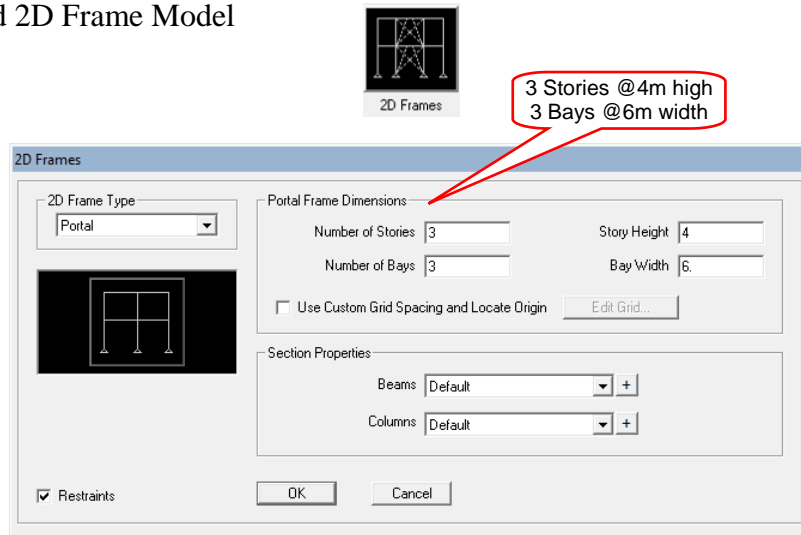 2D Frame Model
2D Frames
3 Stories @4m high
3 Bays @6m width
2D Frames
2D Frame Type
Portal
Portal Frame Dimensions
Number of Stories 3 Story Height 4
Number of Bays 3 Bay Width 6.
Use Custom Grid Spacing and Locate Origin Edit Grid...
Section Properties
Beams Default +
Columns Default +
Restraints OK Cancel